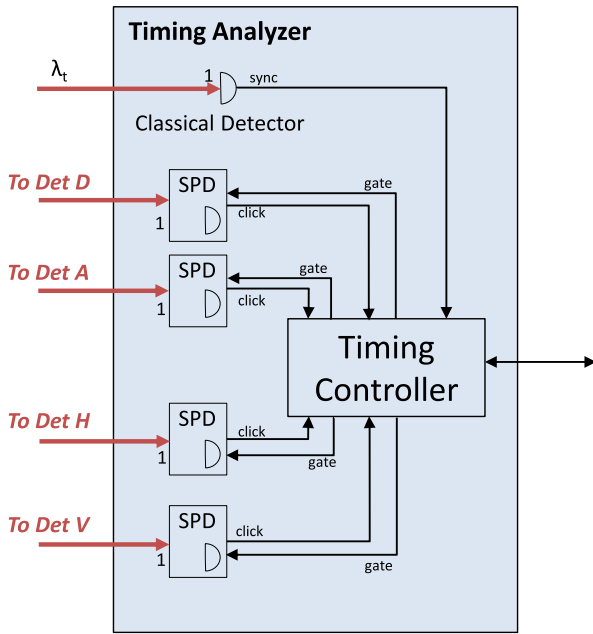 Timing Analyzer
λt
1
sync
Classical Detector
To Det D
SPD
gate
click
1
To Det A
SPD
gate
click
1
Timing
Controller
To Det H
SPD
click
gate
1
To Det V
SPD
click
gate
1